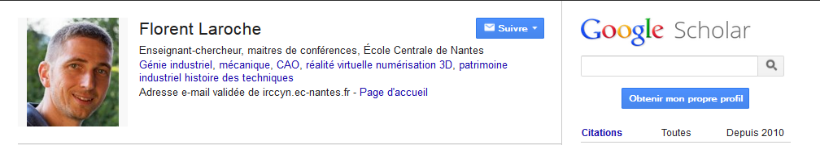 Florent Laroche
Suivre
Enseignant-chercheur, maitres de conférences, École Centrale de Nantes
Génie industriel, mécanique, CAO, réalité virtuelle numérisation 3D, patrimoine
industriel histoire des techniques
Adresse e-mail validée de irccyn.ec-nantes.fr - Page d'accueil
Google Scholar
Obtenir mon propre profil
Citations Toutes Depuis 2010